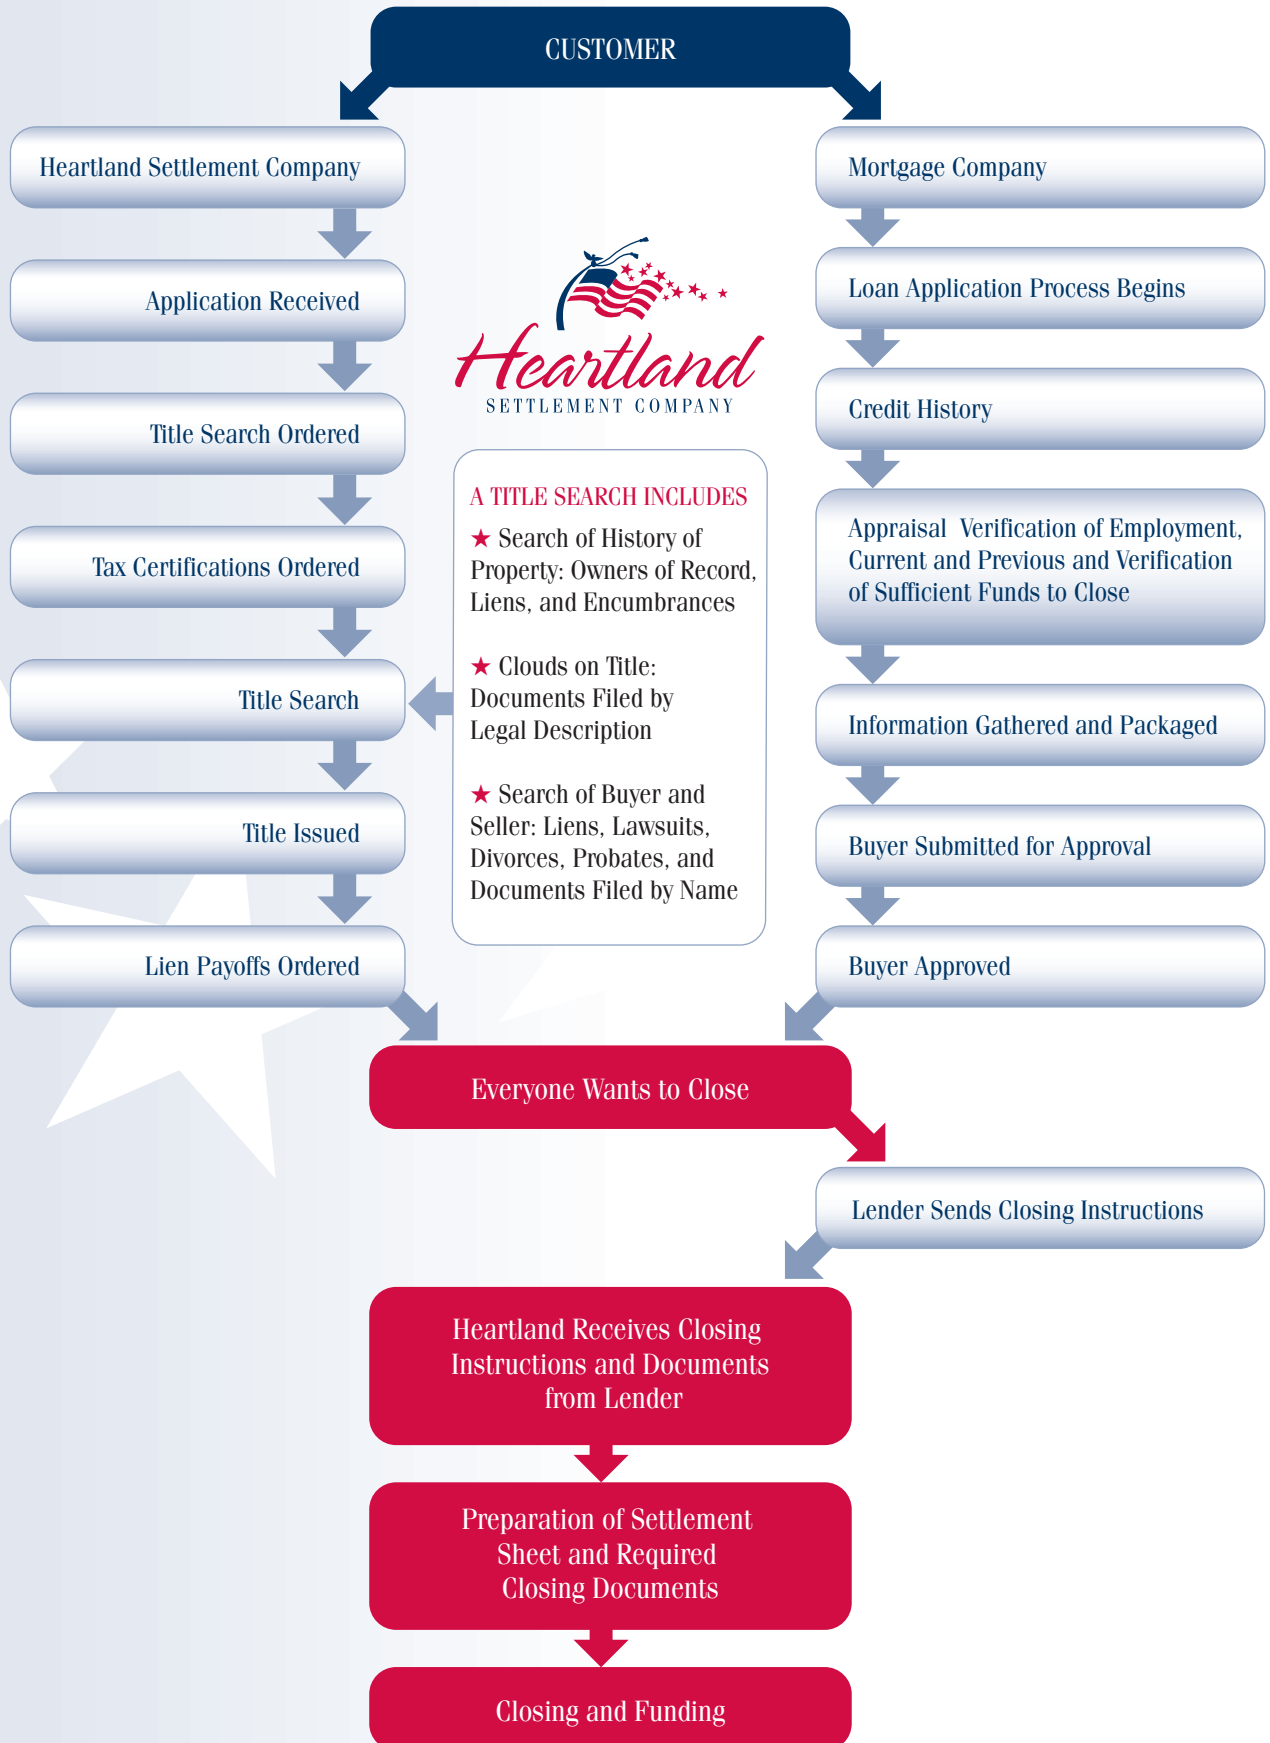 CUSTOMER
Heartland Settlement Company
Application Received
Title Search Ordered
Tax Certifications Ordered
Title Search
Title Issued
Lien Payoffs Ordered
Heartland
SETTLEMENT COMPANY
A TITLE SEARCH INCLUDES
★ Search of History of
Property: Owners of Record,
Liens, and Encumbrances
★ Clouds on Title:
Documents Filed by
Legal Description
★ Search of Buyer and
Seller: Liens, Lawsuits,
Divorces, Probates, and
Documents Filed by Name
Mortgage Company
Loan Application Process Begins
Credit History
Appraisal  Verification of Employment,
Current and Previous and Verification
of Sufficient Funds to Close
Information Gathered and Packaged
Buyer Submitted for Approval
Buyer Approved
Everyone Wants to Close
Lender Sends Closing Instructions
Heartland Receives Closing
Instructions and Documents
from Lender
Preparation of Settlement
Sheet and Required
Closing Documents
Closing and Funding